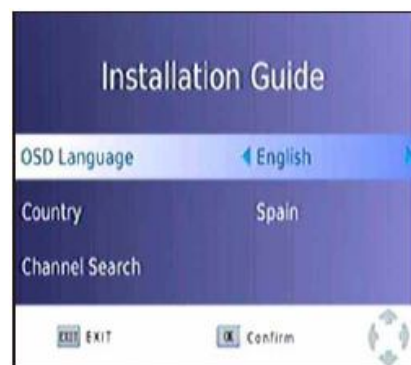 Installation Guide
OSD Language English
Country Spain
Channel Search
EXIT EXIT OK Confirm